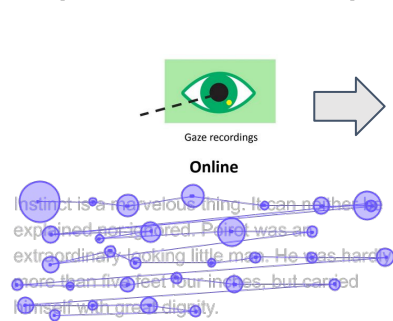 Gaze recordings
Online
Instinct is a marvelous thing. It can neither be
explained nor ignored. Poirot was an
extraordinary looking little man. He was hardly
more than five feet four inches, but carried
himself with great dignity.